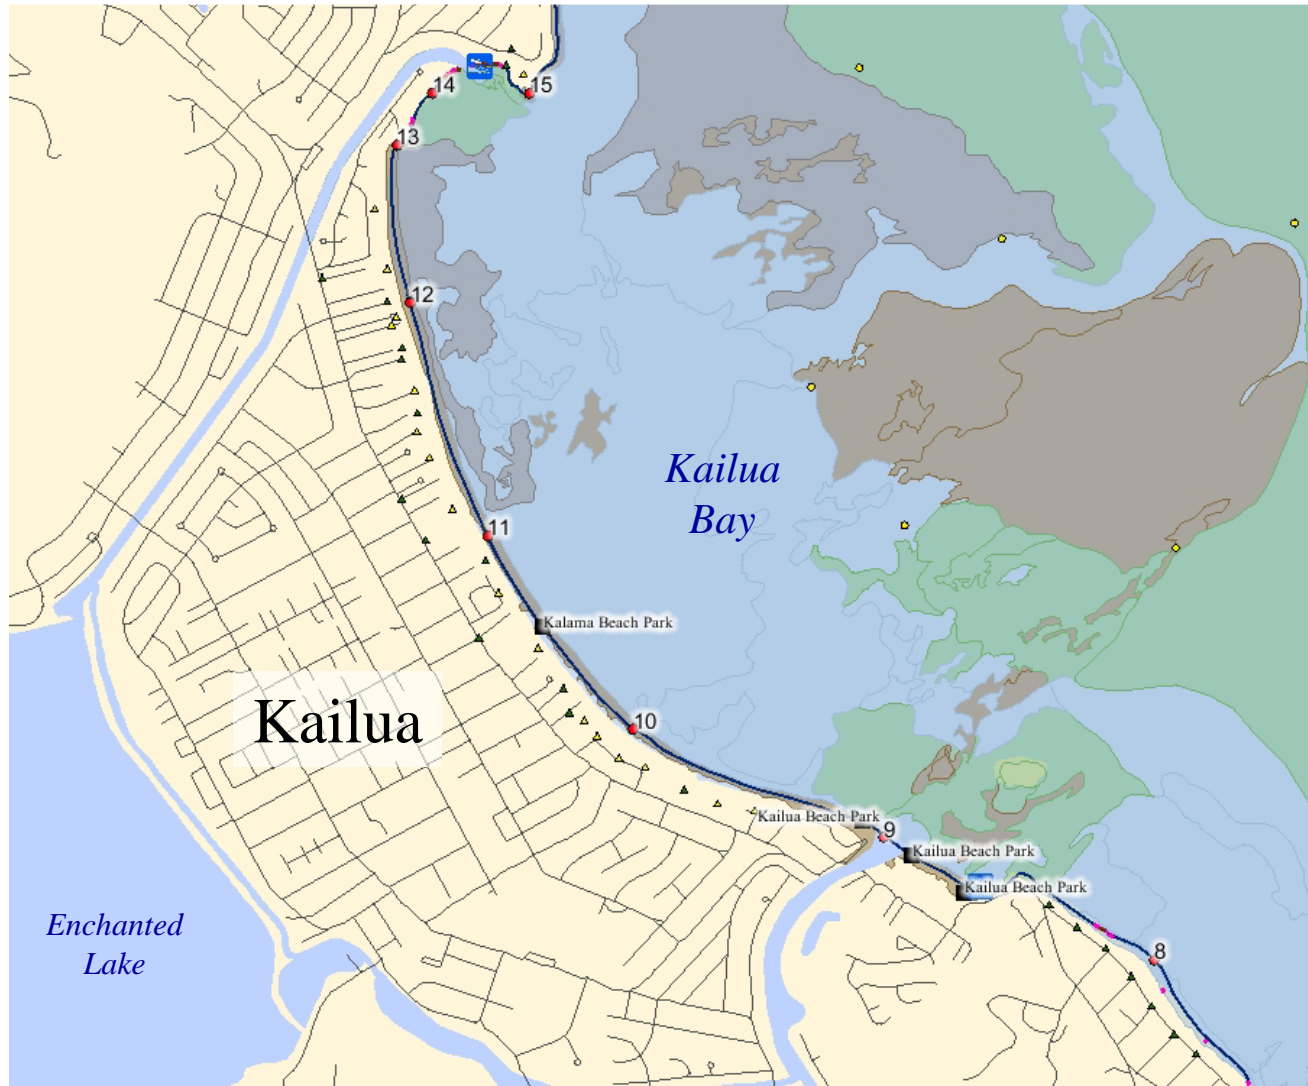 14
15
13
12
Kailua
Bay
11
Kalama Beach Park
Kailua
10
Kailua Beach Park
9
Kailua Beach Park
Kailua Beach Park
Enchanted
Lake
8